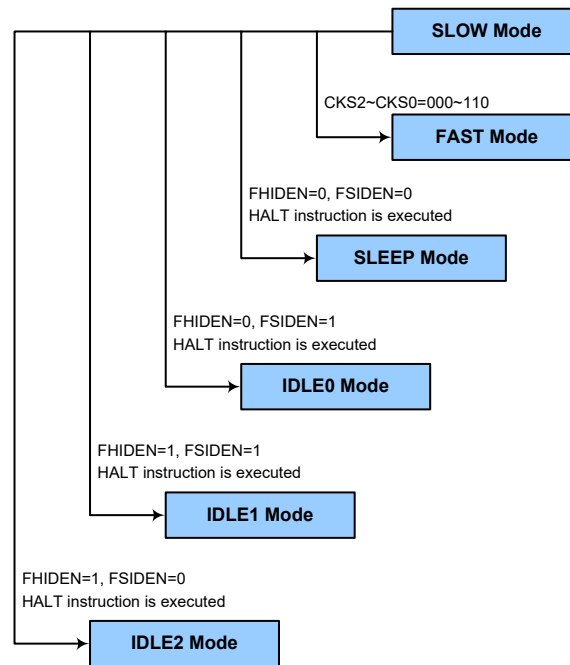 SLOW Mode
CKS2~CKS0=000~110
FAST Mode
FHIDEN=0, FSIDEN=0
HALT instruction is executed
SLEEP Mode
FHIDEN=0, FSIDEN=1
HALT instruction is executed
IDLE0 Mode
FHIDEN=1, FSIDEN=1
HALT instruction is executed
IDLE1 Mode
FHIDEN=1, FSIDEN=0
HALT instruction is executed
IDLE2 Mode